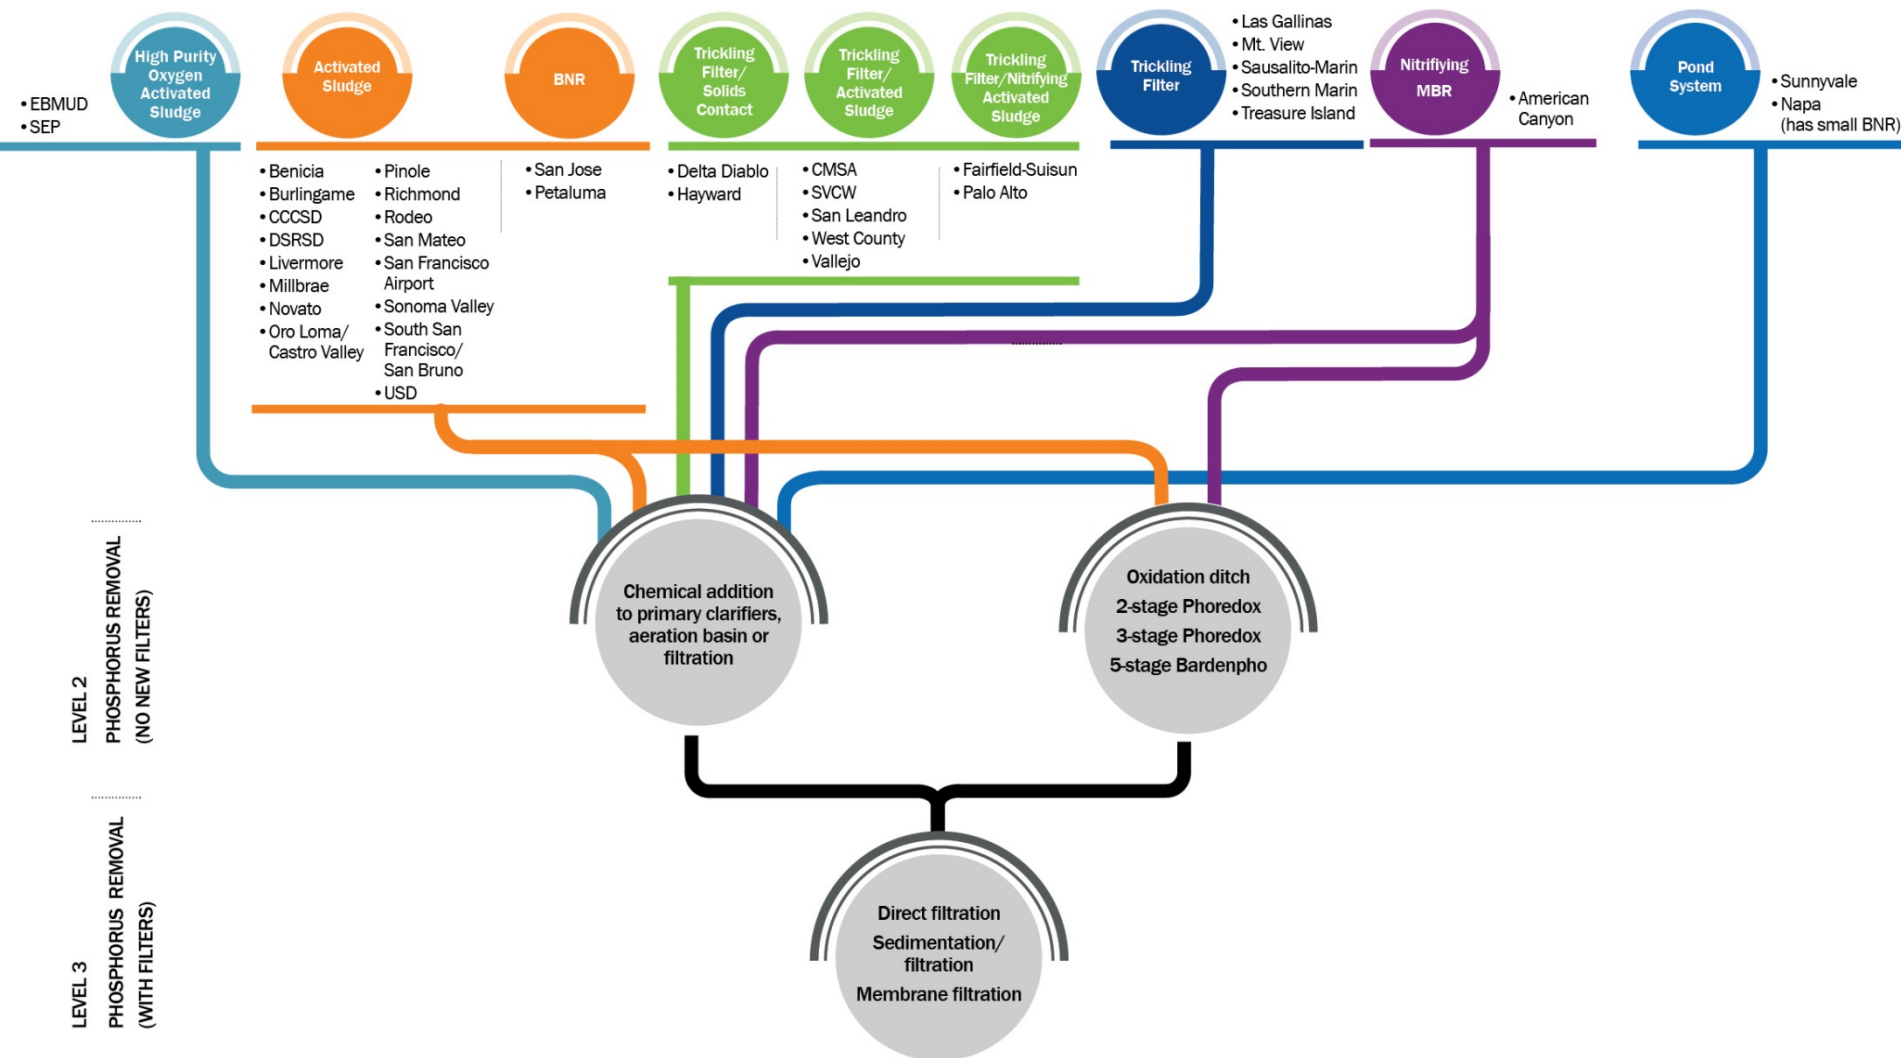 High Purity
Oxygen
Activated
Sludge
• EBMUD
• SEP
Activated
Sludge
BNR
• Benicia
• Burlingame
• CCCSD
• DSRSD
• Livermore
• Millbrae
• Novato
• Oro Loma/
Castro Valley
• Pinole
• Richmond
• Rodeo
• San Mateo
• San Francisco
Airport
• Sonoma Valley
• South San
Francisco/
San Bruno
• USD
• San Jose
• Petaluma
Trickling
Filter/
Solids
Contact
• Delta Diablo
• Hayward
Trickling
Filter/
Activated
Sludge
• CMSA
• SVCW
• San Leandro
• West County
• Vallejo
Trickling
Filter/Nitrifying
Activated
Sludge
• Fairfield-Suisun
• Palo Alto
Trickling
Filter
• Las Gallinas
• Mt. View
• Sausalito-Marin
• Southern Marin
• Treasure Island
Nitrifiying
MBR
• American
Canyon
Pond
System
• Sunnyvale
• Napa
(has small BNR)
LEVEL 2
PHOSPHORUS REMOVAL
(NO NEW FILTERS)
Chemical addition
to primary clarifiers,
aeration basin or
filtration
Oxidation ditch
2-stage Phoredox
3-stage Phoredox
5-stage Bardenpho
LEVEL 3
PHOSPHORUS REMOVAL
(WITH FILTERS)
Direct filtration
Sedimentation/
filtration
Membrane filtration